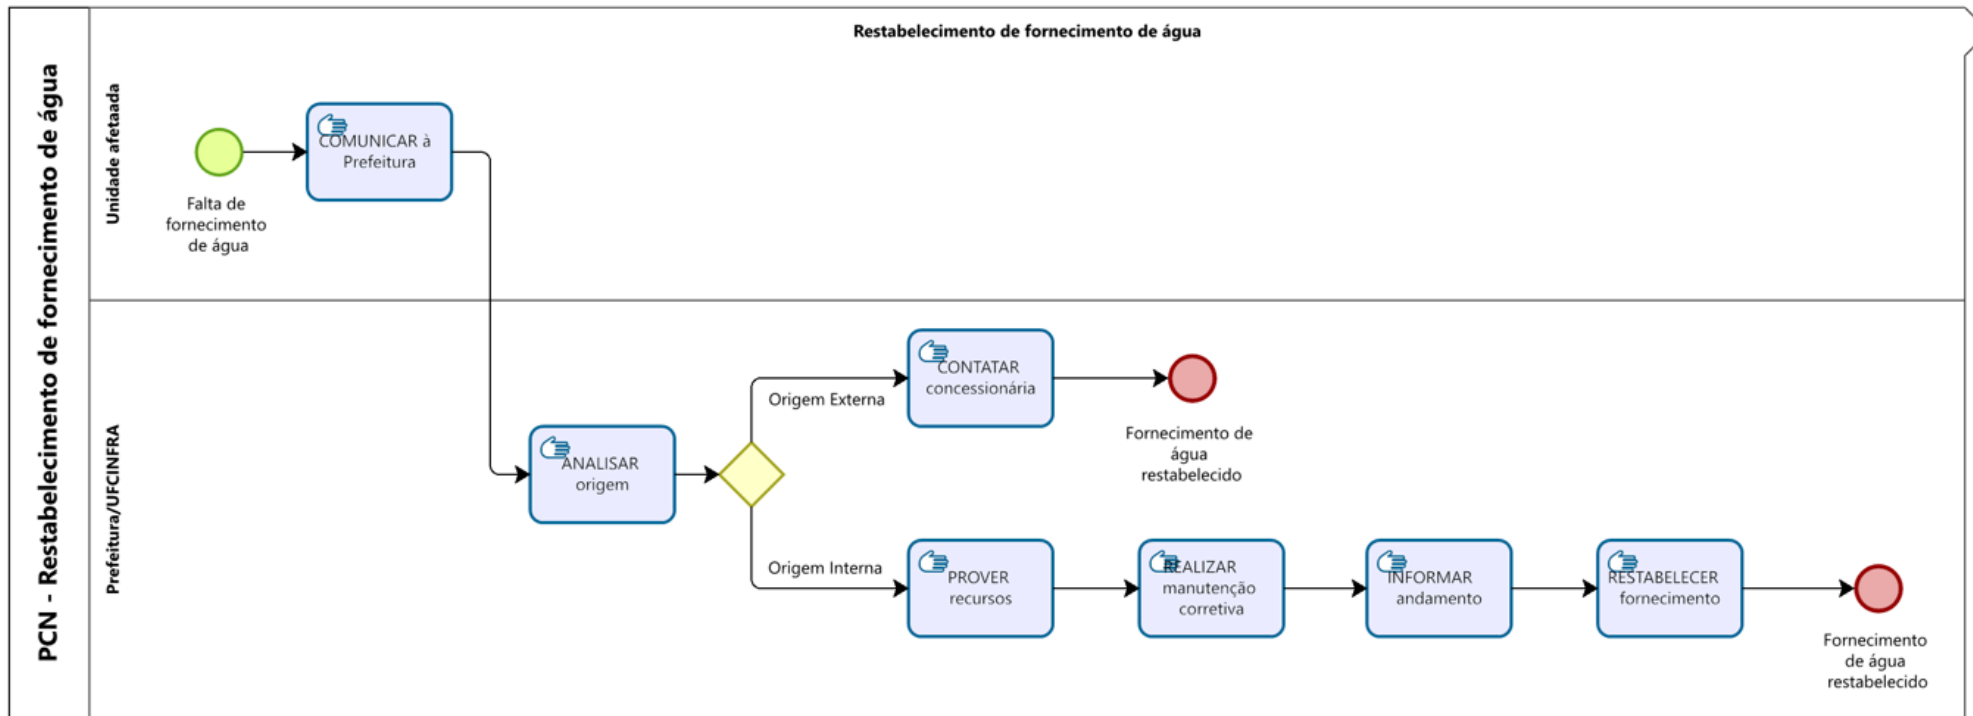 PCN - Restabelecimento de fornecimento de água
Restabelecimento de fornecimento de água
Unidade afetaada
Falta de
fornecimento
de água
COMUNICAR à
Prefeitura
Prefeitura/UFCINFRA
ANALISAR
origem
Origem Externa
CONTATAR
concessionária
Fornecimento de
água
restabelecido
Origem Interna
PROVER
recursos
REALIZAR
manutenção
corretiva
INFORMAR
andamento
RESTABELECER
fornecimento
Fornecimento
de água
restabelecido